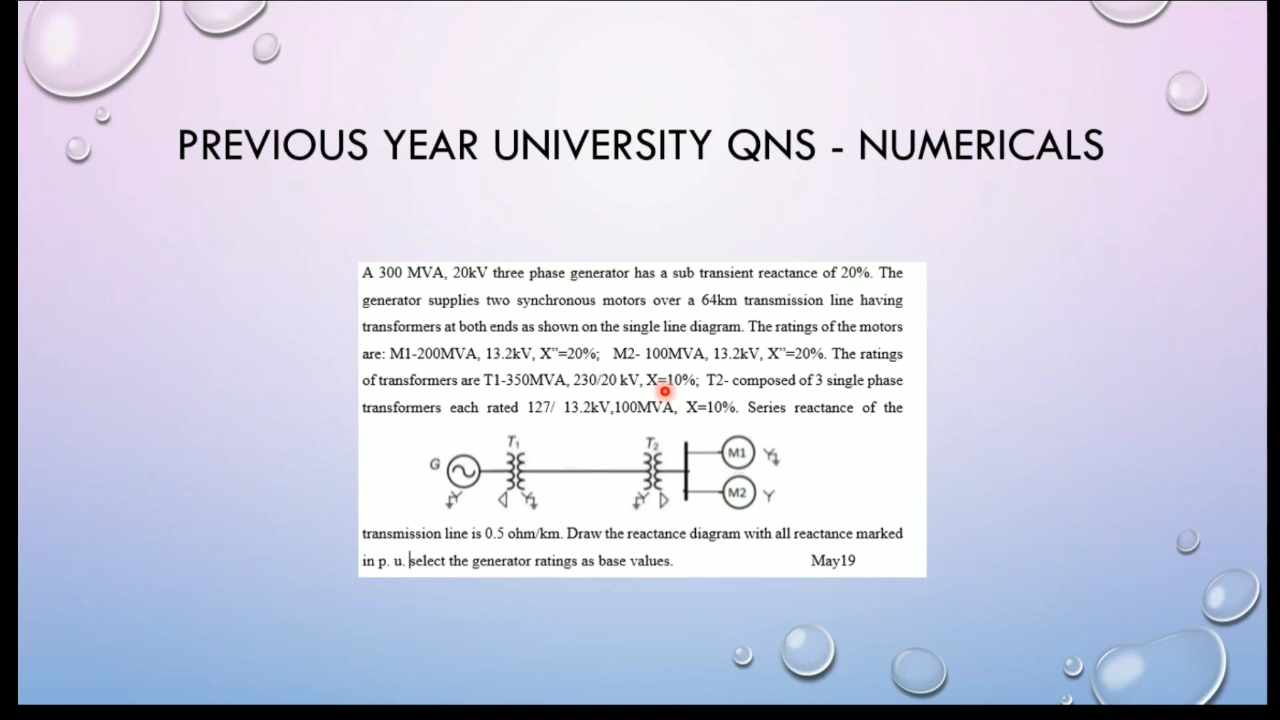 PREVIOUS YEAR UNIVERSITY QNS - NUMERICALS
A 300 MVA, 20kV three phase generator has a sub transient reactance of 20%. The
generator supplies two synchronous motors over a 64km transmission line having
transformers at both ends as shown on the single line diagram. The ratings of the motors
are: M1-200MVA, 13.2kV, X”=20%; M2- 100MVA, 13.2kV, X”=20%. The ratings
of transformers are T1-350MVA, 230/20 kV, X=10%; T2- composed of 3 single phase
transformers each rated 127/ 13.2kV,100MVA, X=10%. Series reactance of the
T₁ T₂
G M1 Y
M2 Y
Y Δ Y Y Δ
transmission line is 0.5 ohm/km. Draw the reactance diagram with all reactance marked
in p. u. select the generator ratings as base values. May19